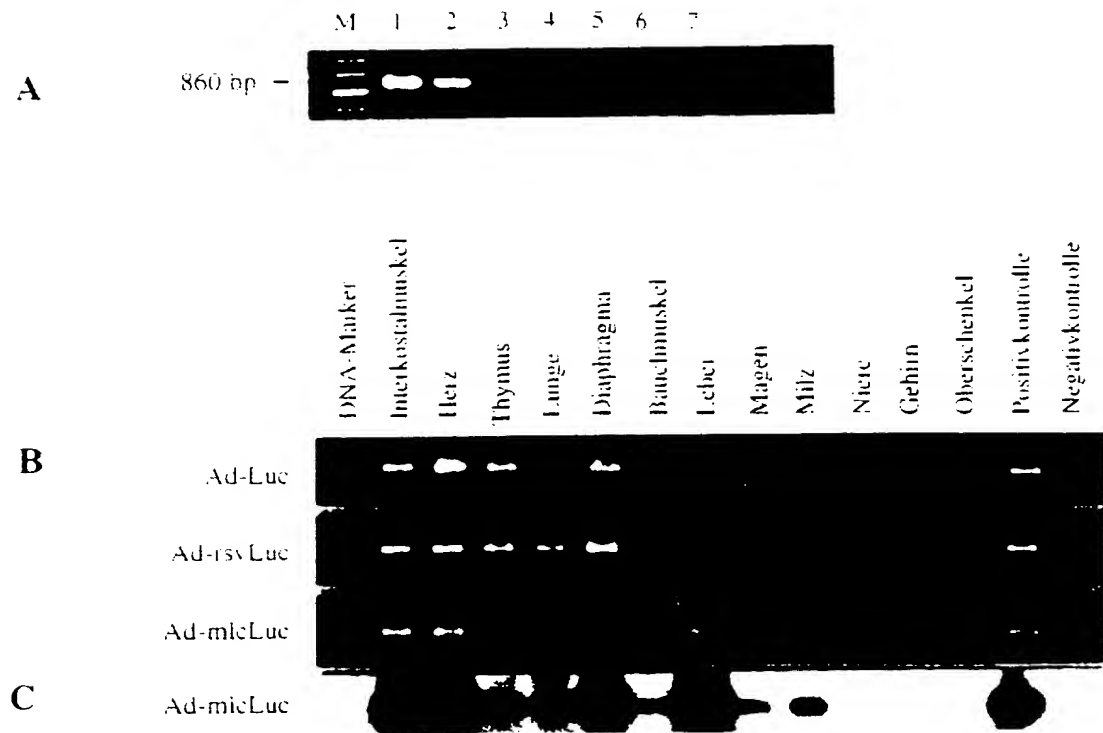 M 1 2 3 4 5 6 7
A
860 bp –
DNA-Marker
Interkostalmuskel
Herz
Thymus
Lunge
Diaphragma
Bauchmuskel
Leber
Magen
Milz
Niere
Gehirn
Oberschenkel
Positivkontrolle
Negativkontrolle
B
Ad-Luc
Ad-rsvLuc
Ad-mlcLuc
C
Ad-mlcLuc